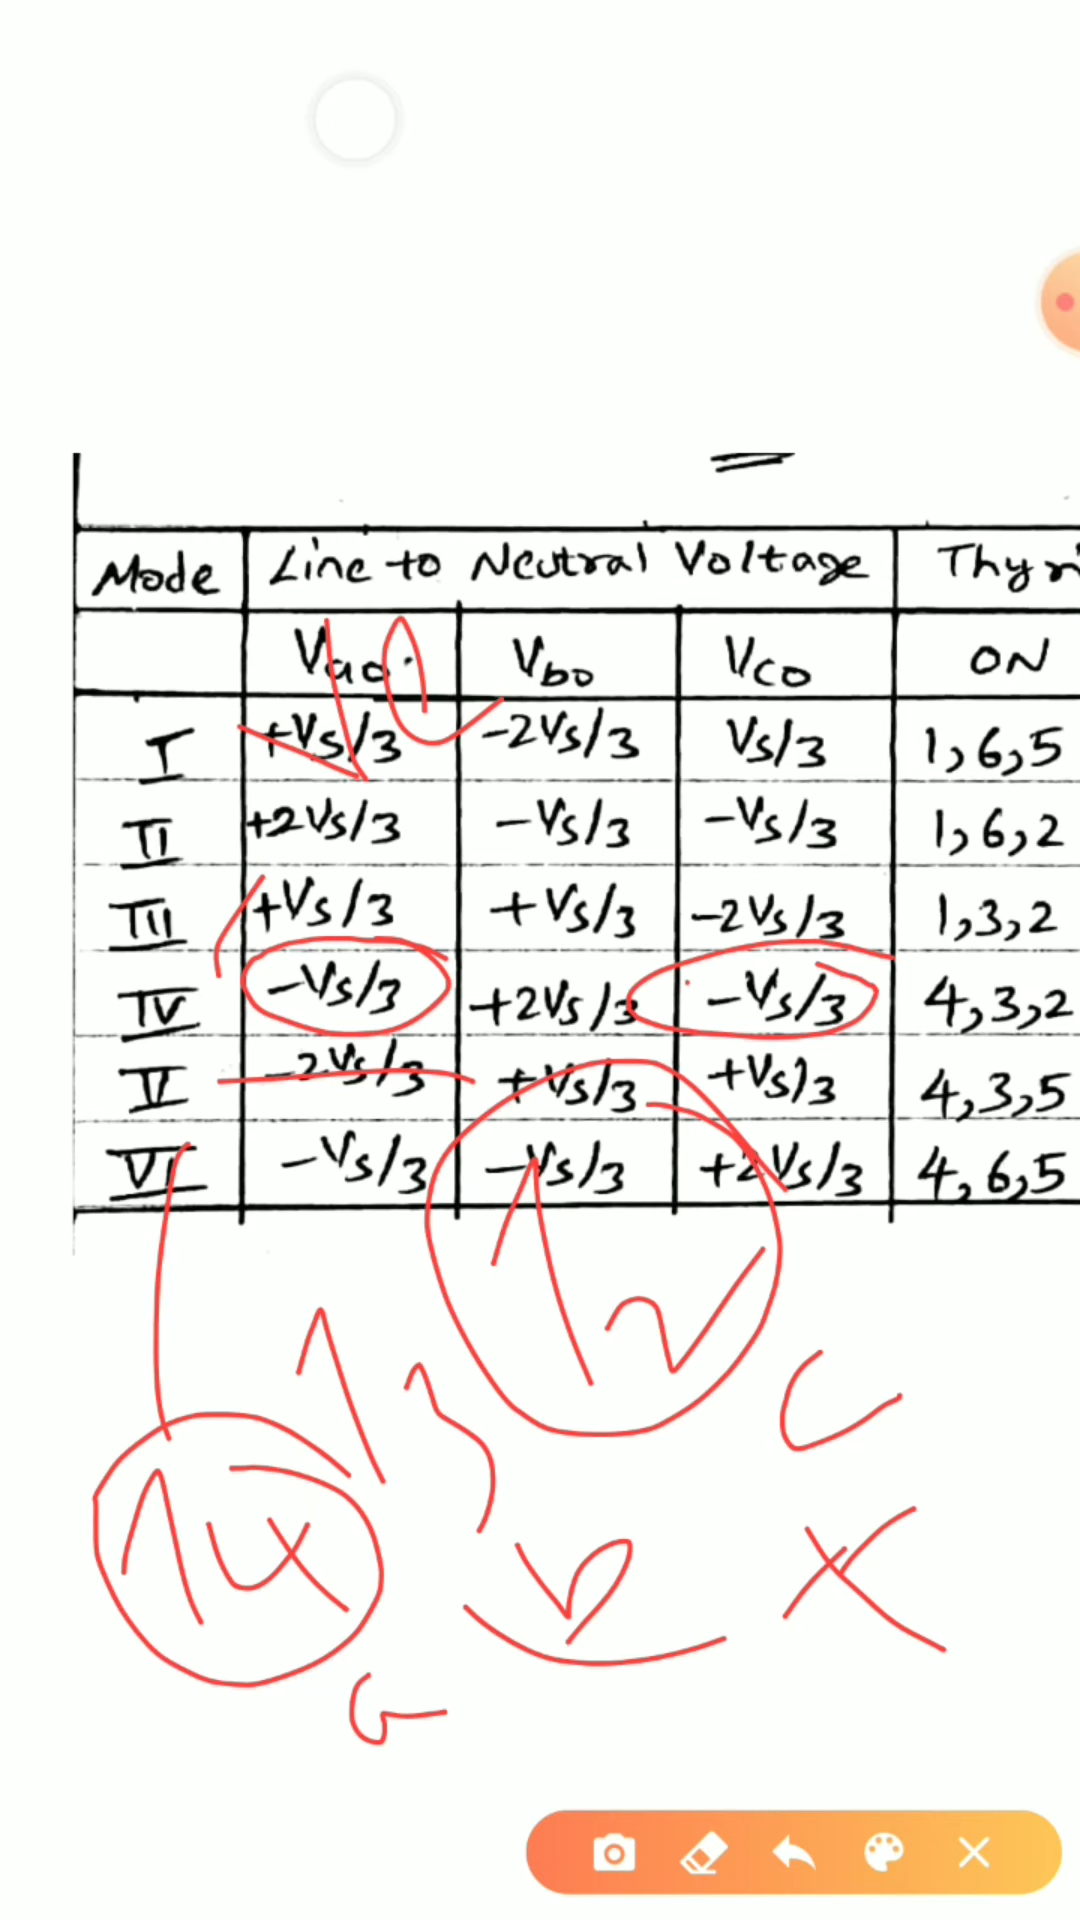 Mode Line to Neutral Voltage
Vao Vbo Vco ON
I +Vs/3 -2Vs/3 Vs/3 1,6,5
II +2Vs/3 -Vs/3 -Vs/3 1,6,2
III +Vs/3 +Vs/3 -2Vs/3 1,3,2
IV -Vs/3 +2Vs/3 -Vs/3 4,3,2
V -2Vs/3 +Vs/3 +Vs/3 4,3,5
VI -Vs/3 -Vs/3 +2Vs/3 4,6,5